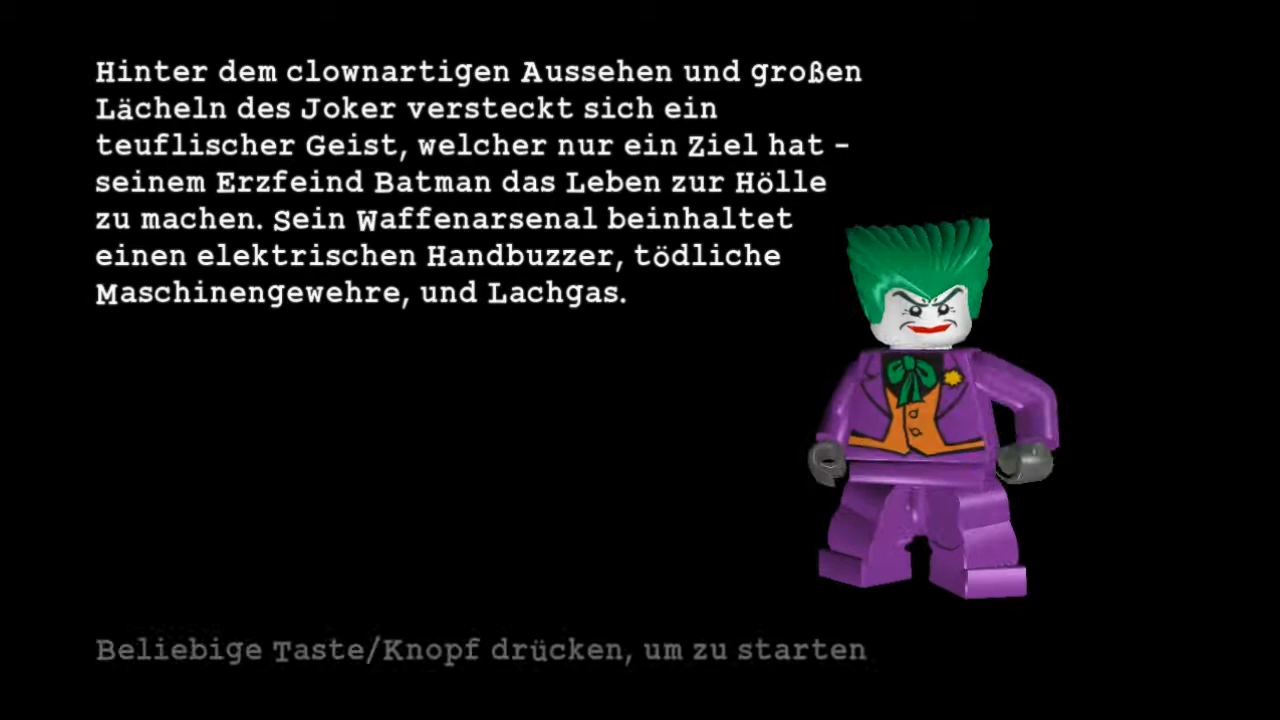 Hinter dem clownartigen Aussehen und großen
Lächeln des Joker versteckt sich ein
teuflischer Geist, welcher nur ein Ziel hat -
seinem Erzfeind Batman das Leben zur Hölle
zu machen. Sein Waffenarsenal beinhaltet
einen elektrischen Handbuzzer, tödliche
Maschinengewehre, und Lachgas.
Beliebige Taste/Knopf drücken, um zu starten